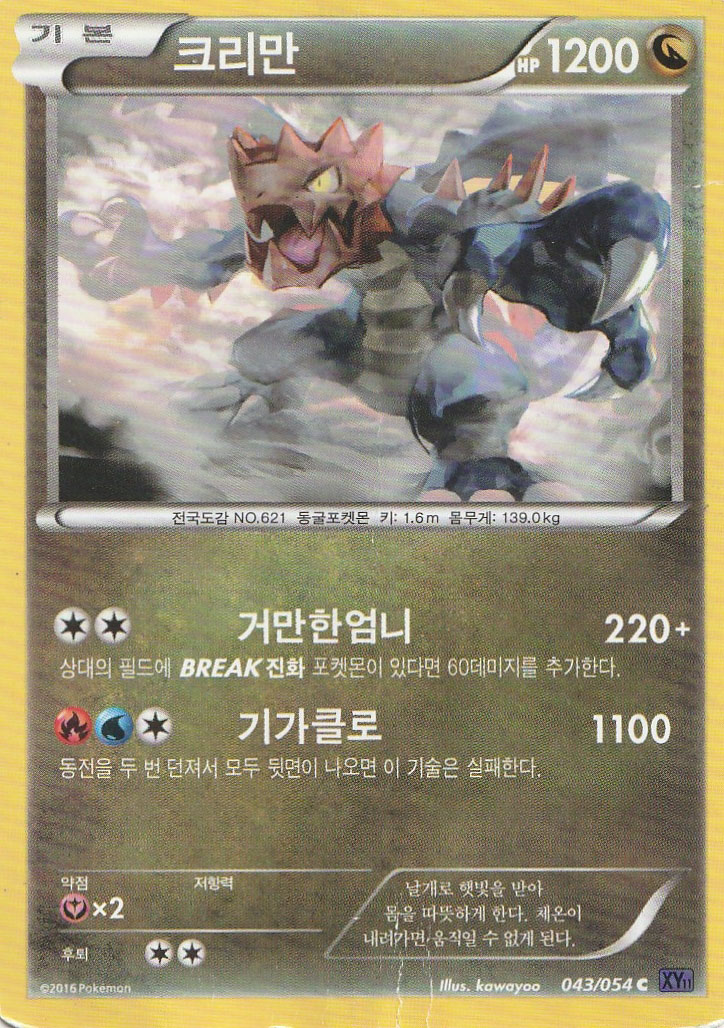 기본
크리만
HP 1200
전국도감 NO.621 동굴포켓몬 키: 1.6m 몸무게: 139.0kg
거만한엄니 220+
상대의 필드에 BREAK진화 포켓몬이 있다면 60데미지를 추가한다.
기가클로 1100
동전을 두 번 던져서 모두 뒷면이 나오면 이 기술은 실패한다.
약점 저항력
×2
후퇴
날개로 햇빛을 받아
몸을 따뜻하게 한다. 체온이
내려가면 움직일 수 없게 된다.
©2016 Pokémon
Illus. kawayoo 043/054 C XY11